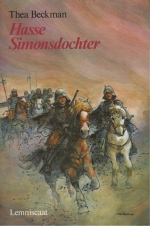 Thea Beckman
Hasse
Simonsdochter
Lemniscaat